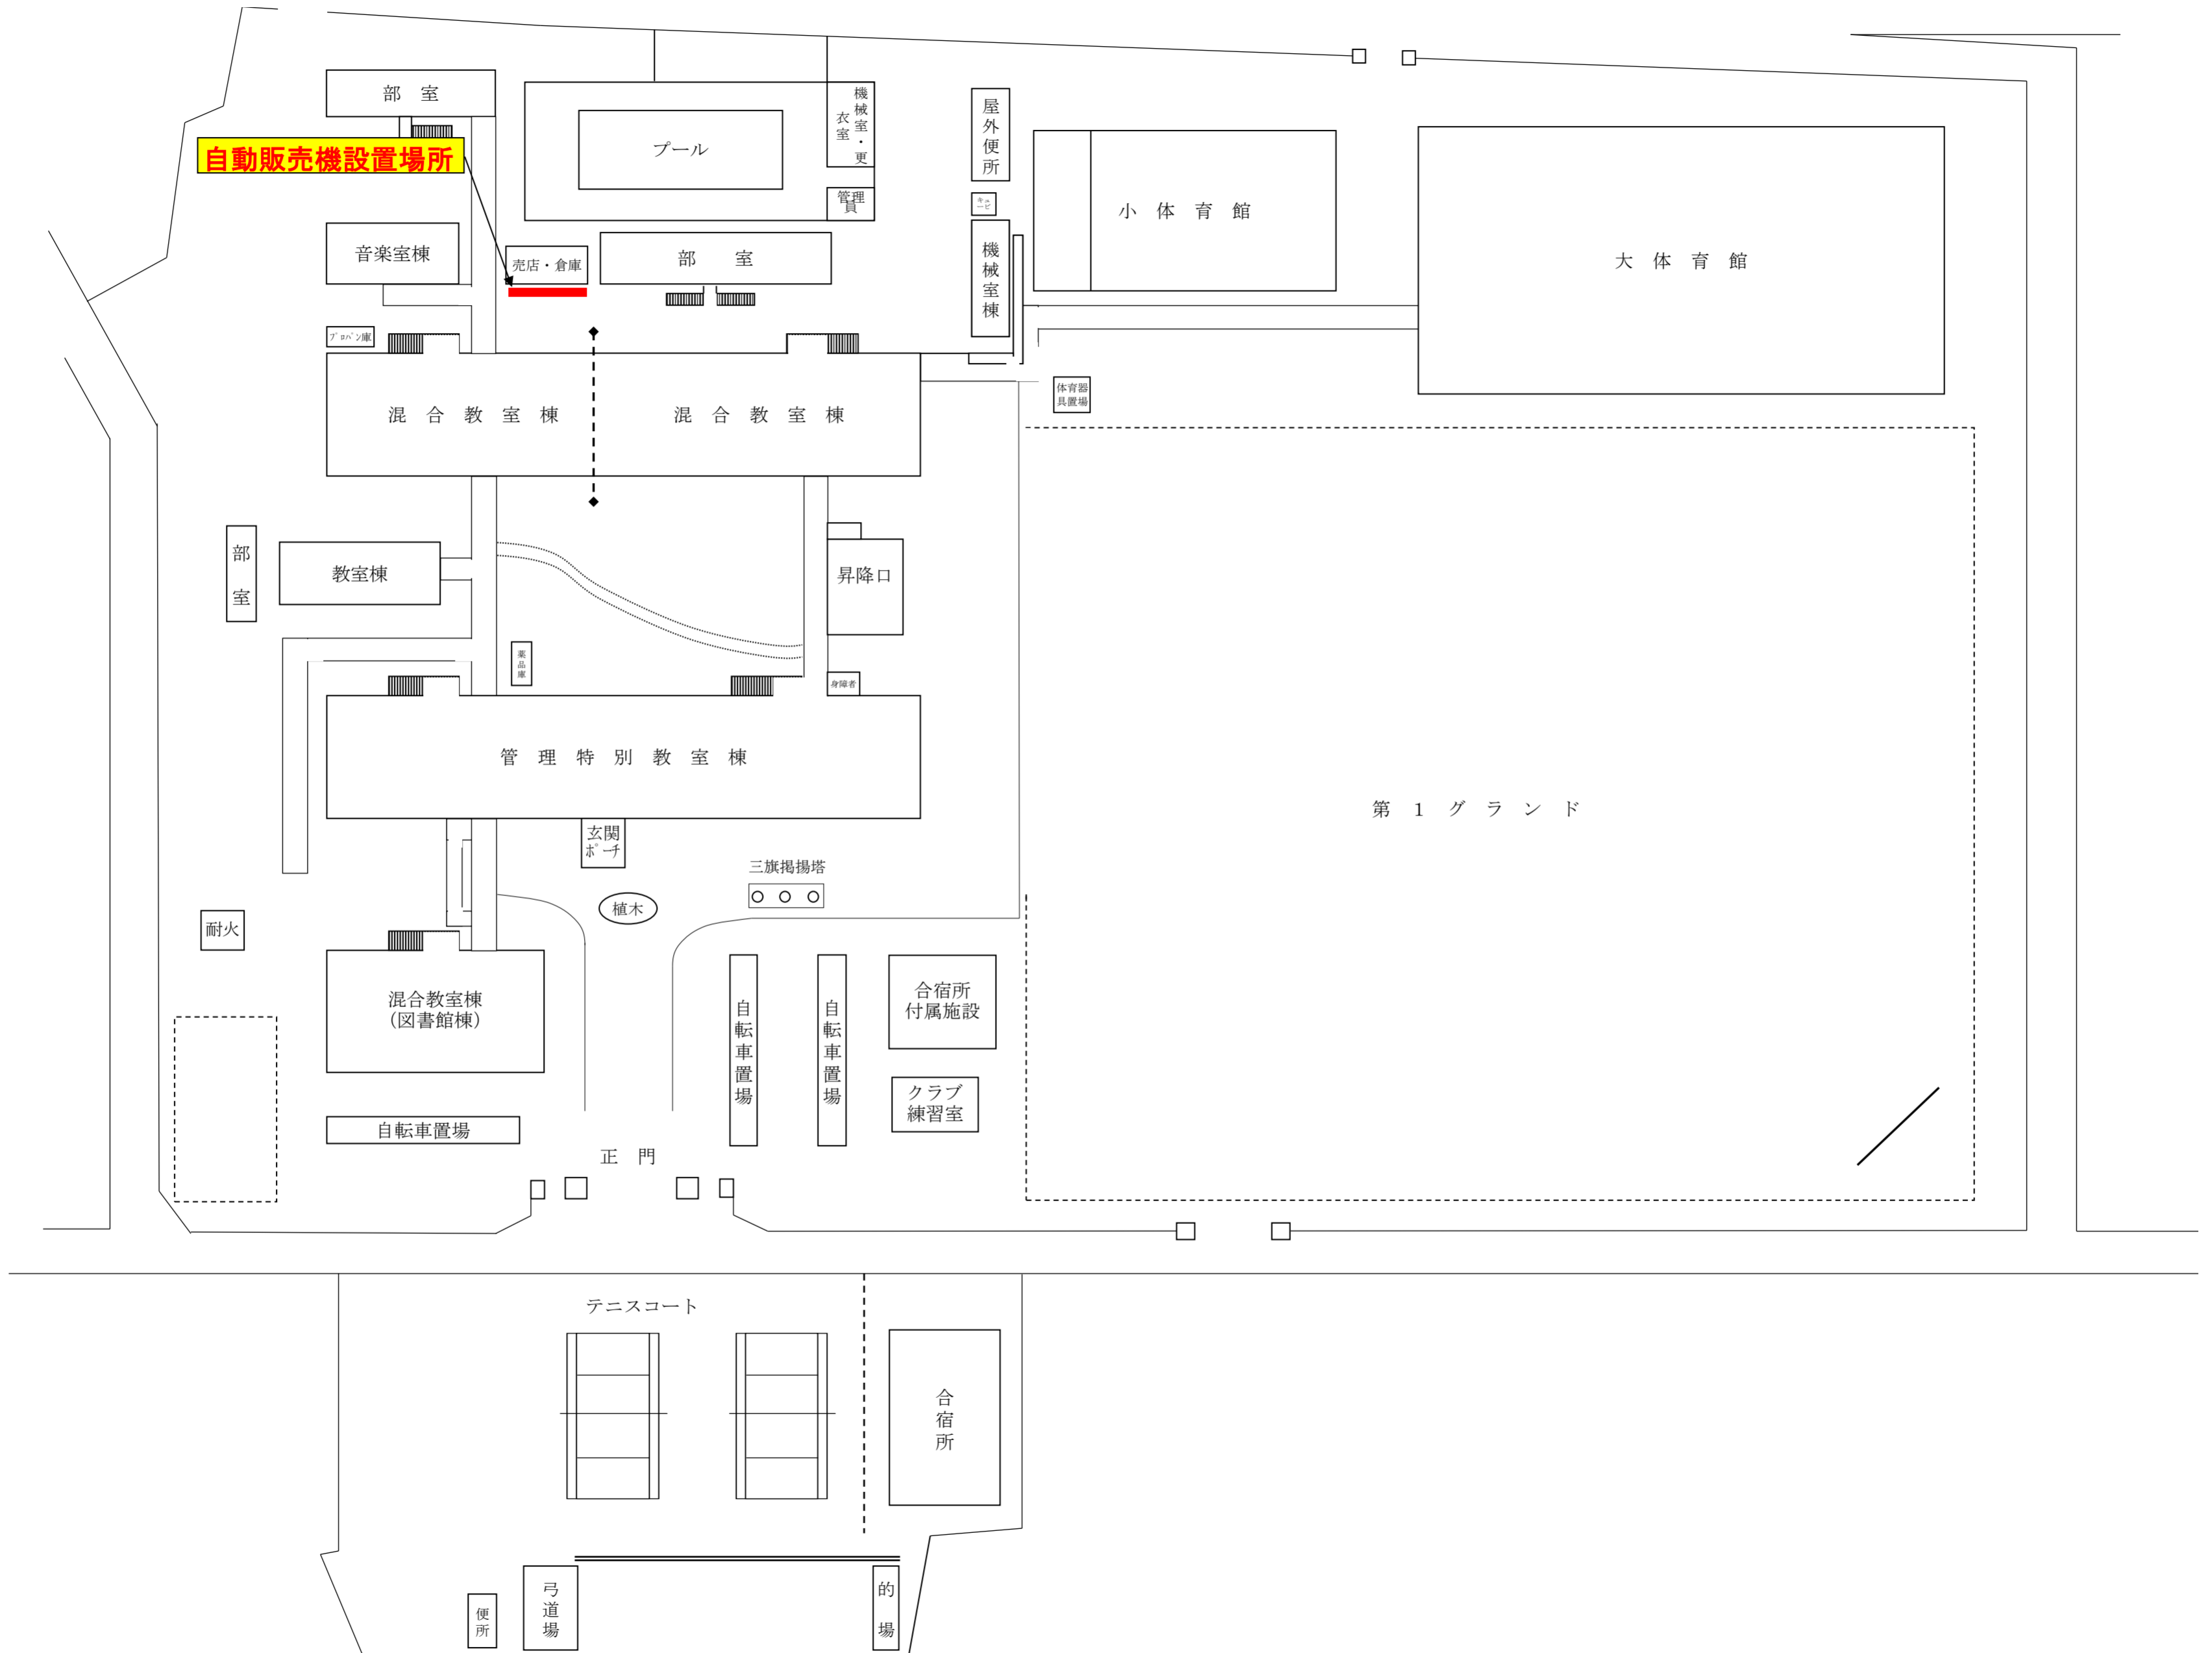 部　室
自動販売機設置場所
プール
機械室・更
衣室
管理
員
屋外便所
キュービ
小　体　育　館
大　体　育　館
音楽室棟
売店・倉庫
部　　室
機械室棟
ﾌﾟﾛﾊﾟﾝ庫
体育器
具置場
混　合　教　室　棟
混　合　教　室　棟
部　室
教室棟
昇降口
薬品庫
身障者
管　理　特　別　教　室　棟
第　１　グ　ラ　ン　ド
玄関
ﾎﾟｰﾁ
三旗掲揚塔
植木
耐火
混合教室棟
（図書館棟）
自転車置場
自転車置場
合宿所
付属施設
クラブ
練習室
自転車置場
正　門
テニスコート
合宿所
便所
弓道場
的　場